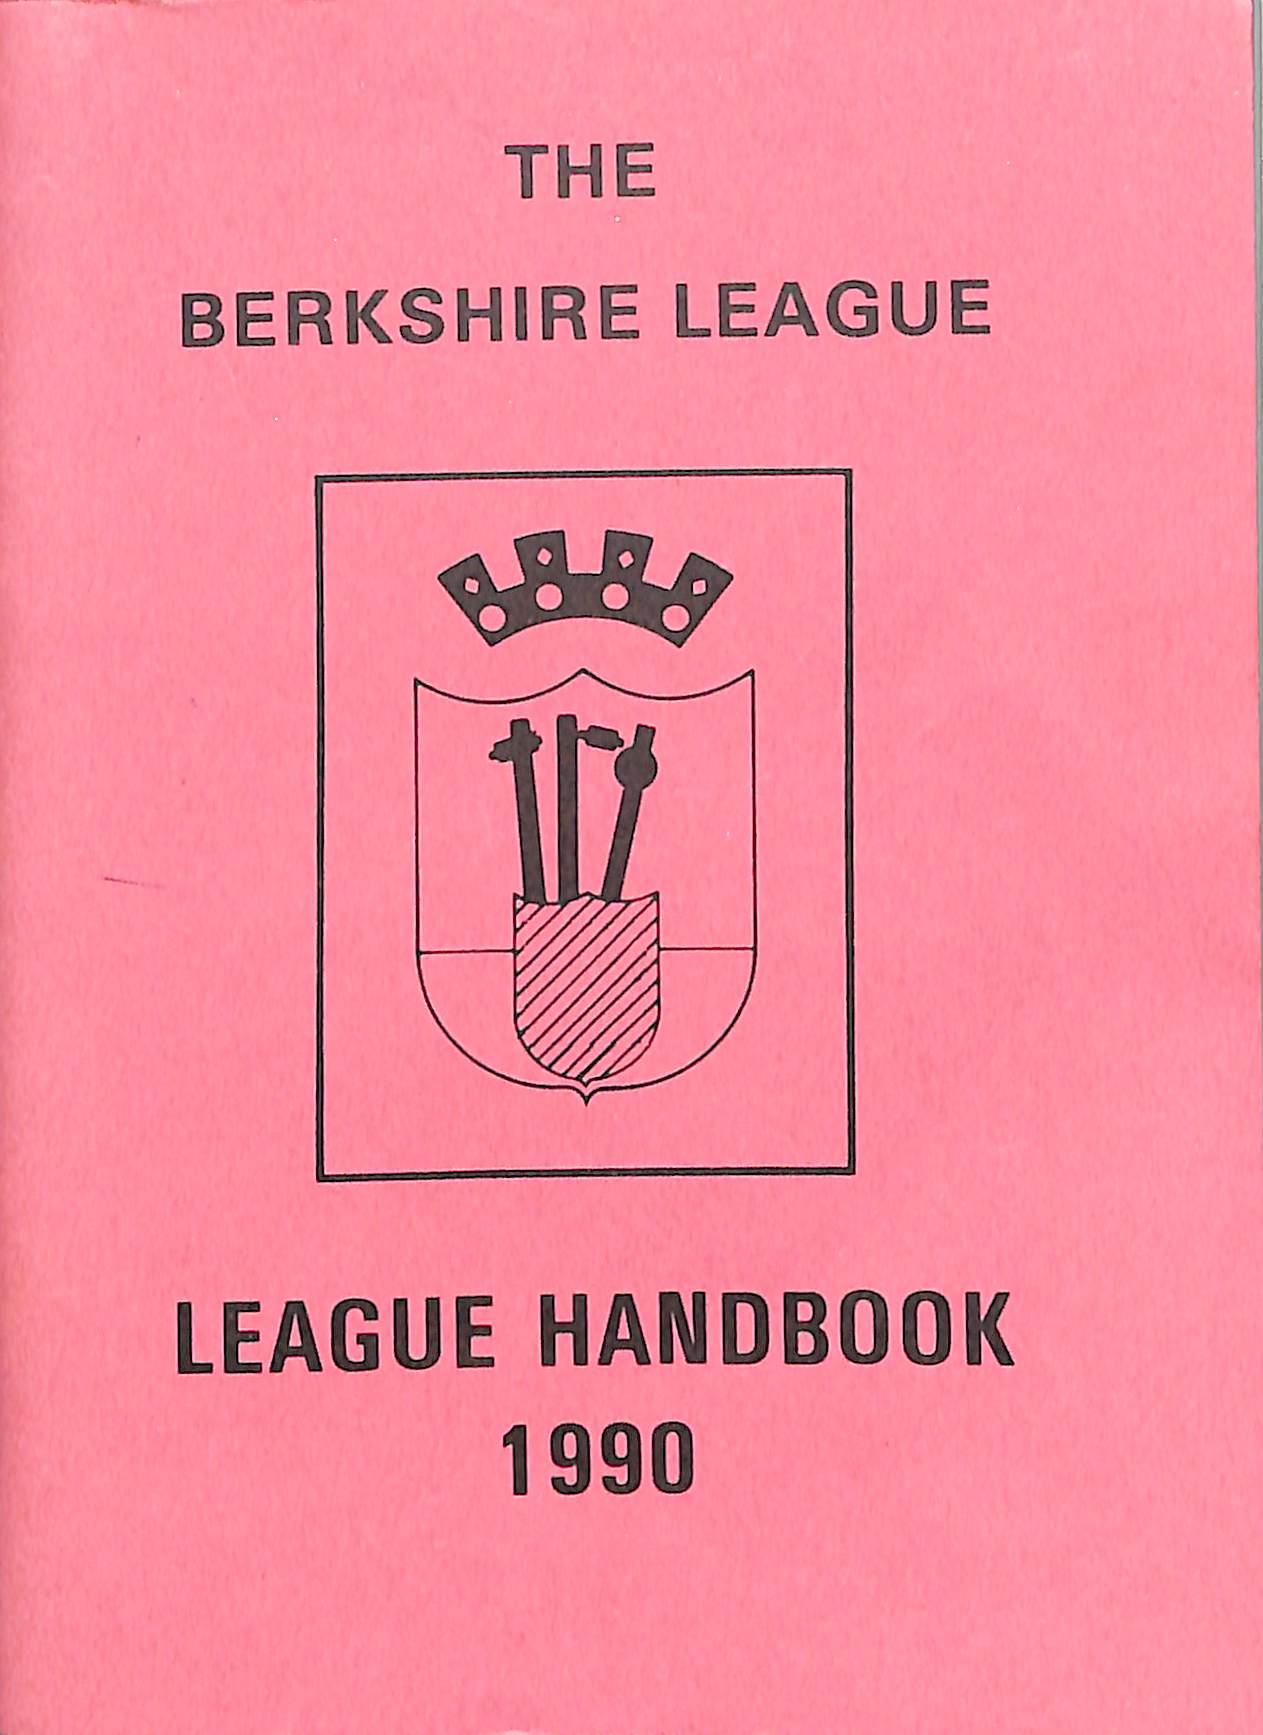 THE
BERKSHIRE LEAGUE
LEAGUE HANDBOOK
1990